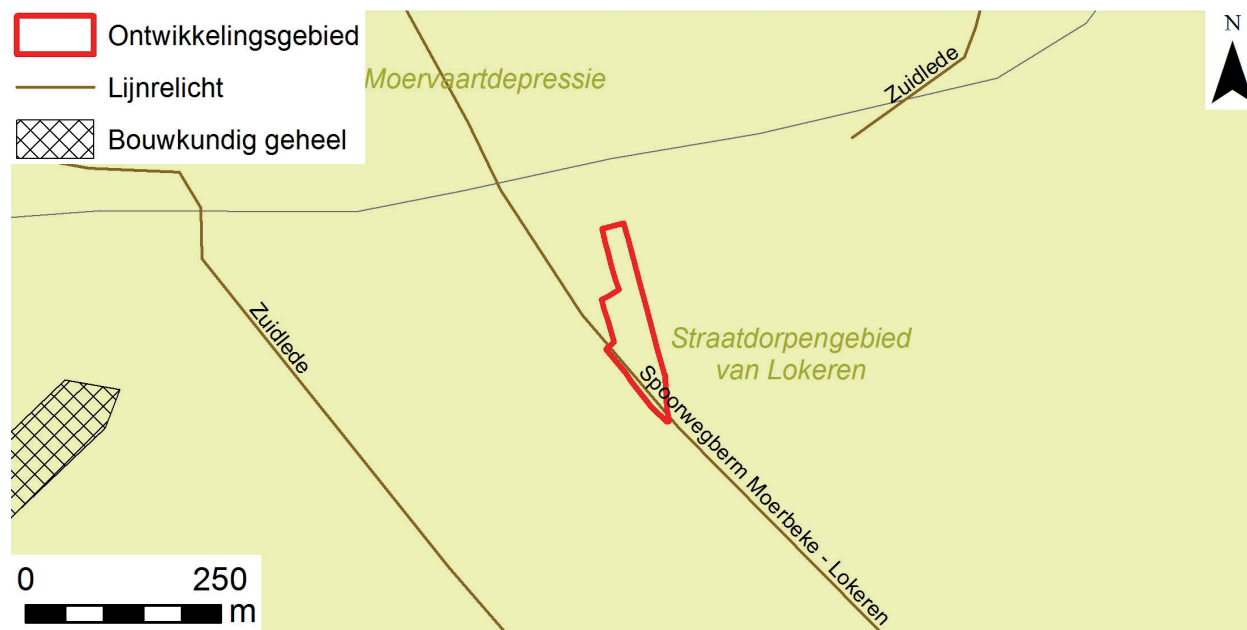 Ontwikkelingsgebied
Lijnrelicht
Bouwkundig geheel
Moervaartdepressie
Zuidlede
N
Zuidlede
Straatdorpengebied
van Lokeren
Spoorwegberm Moerbeke - Lokeren
0 250
m